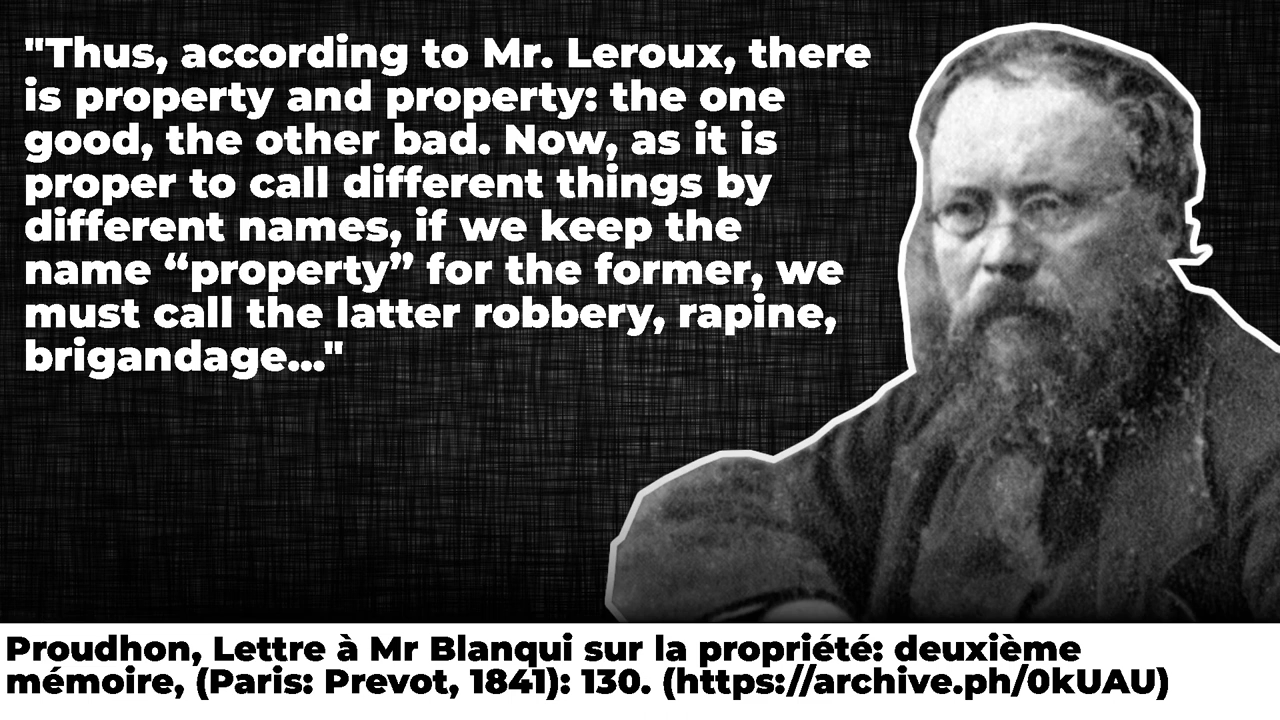 "Thus, according to Mr. Leroux, there
is property and property: the one
good, the other bad. Now, as it is
proper to call different things by
different names, if we keep the
name “property” for the former, we
must call the latter robbery, rapine,
brigandage..."
Proudhon, Lettre à Mr Blanqui sur la propriété: deuxième
mémoire, (Paris: Prevot, 1841): 130. (https://archive.ph/0kUAU)